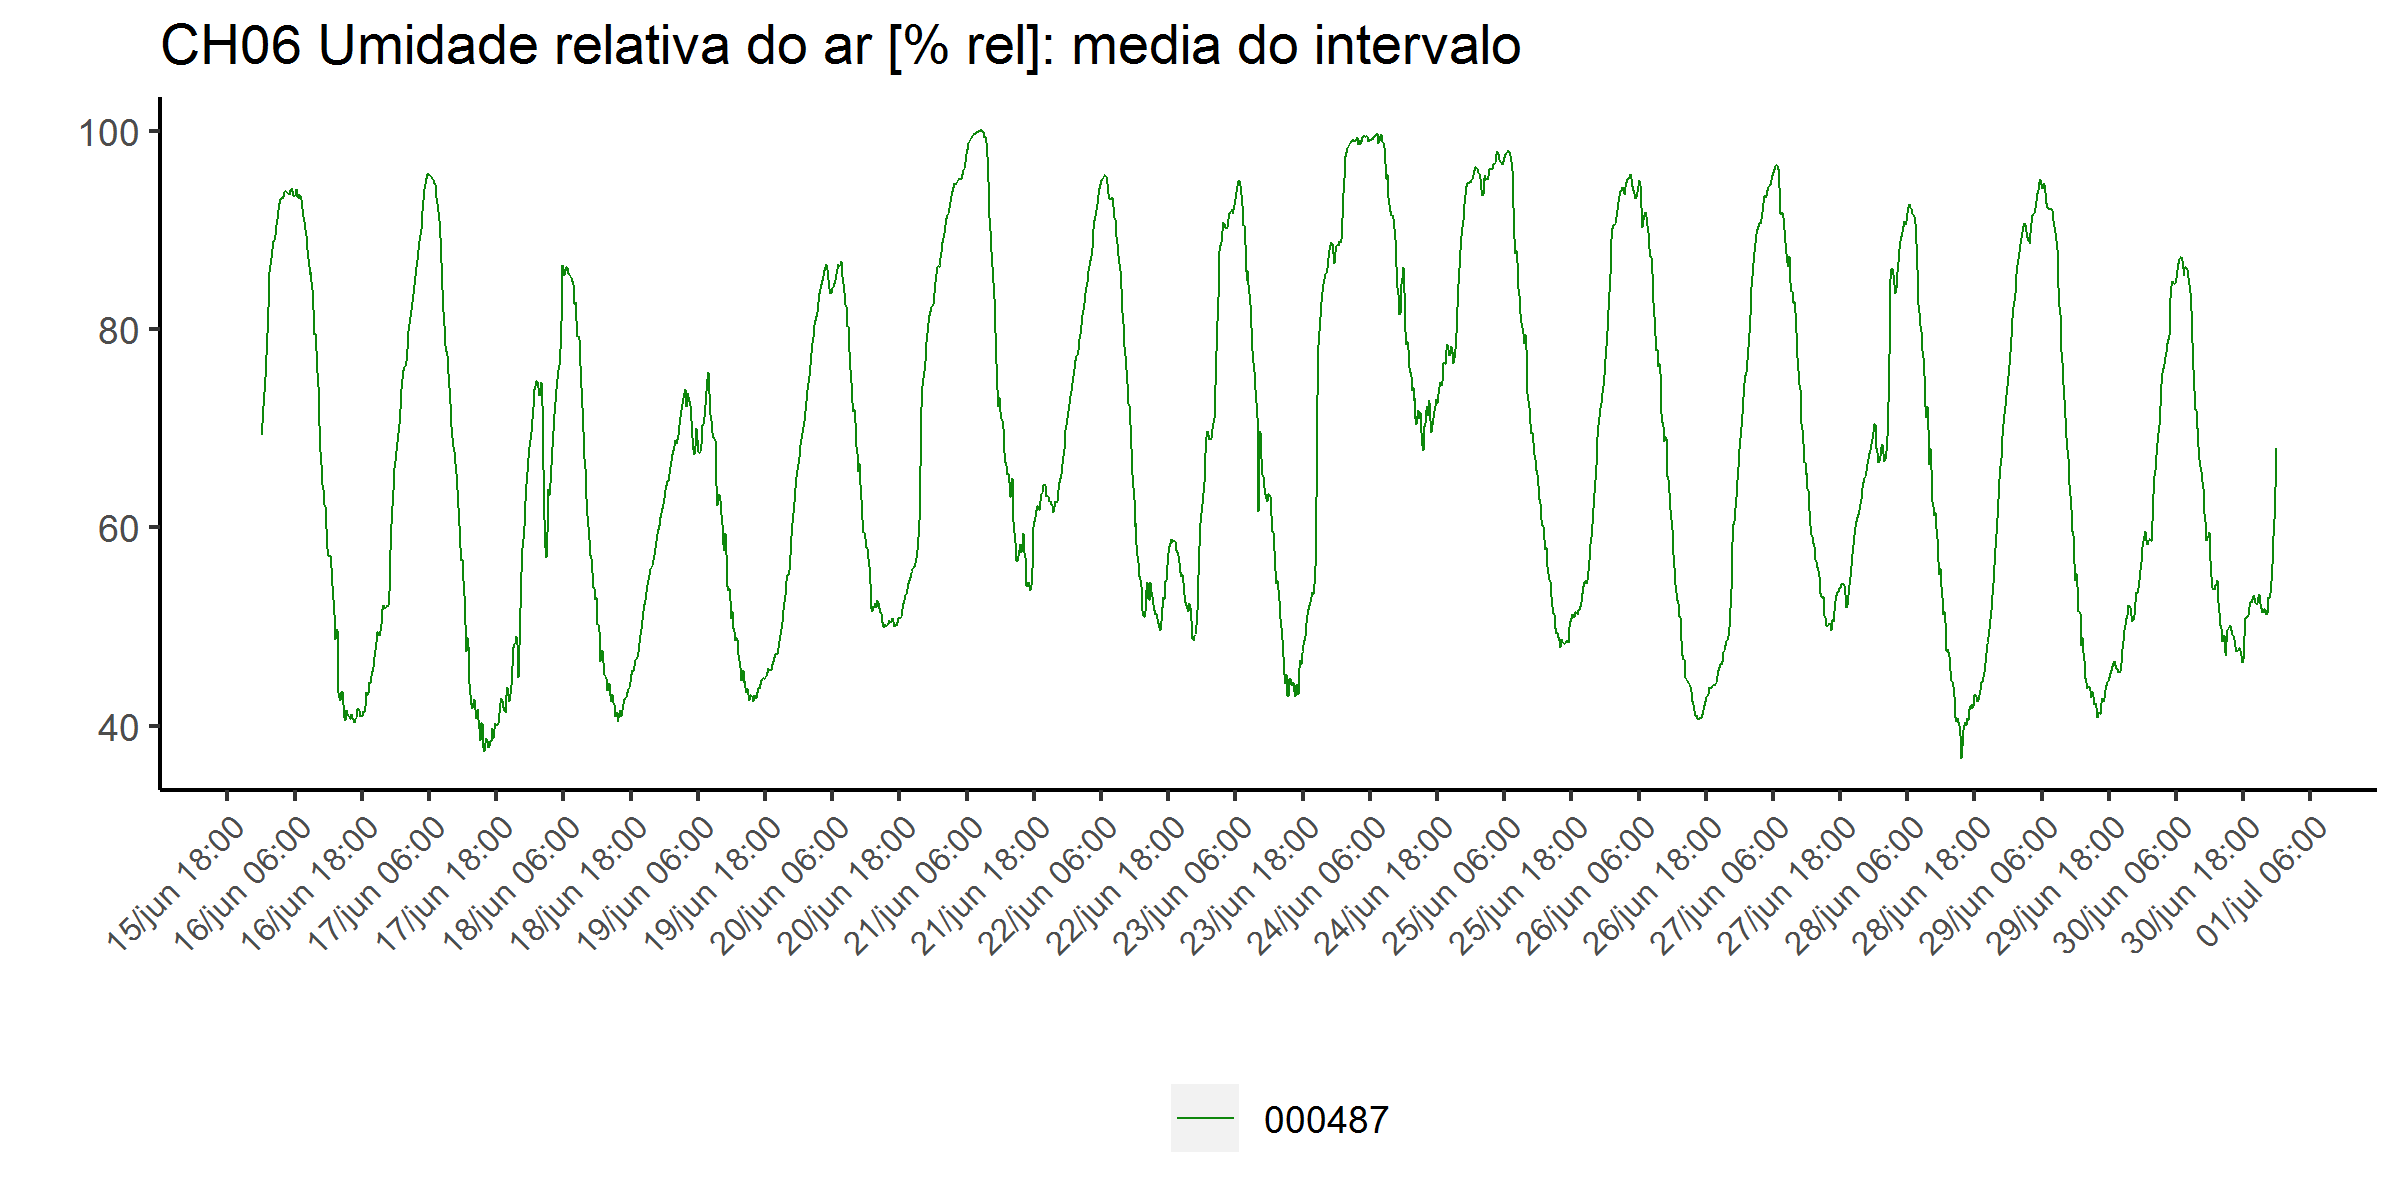 CH06 Umidade relativa do ar [% rel]: media do intervalo
100
80
60
40
15/jun 18:00
16/jun 06:00
16/jun 18:00
17/jun 06:00
17/jun 18:00
18/jun 06:00
18/jun 18:00
19/jun 06:00
19/jun 18:00
20/jun 06:00
20/jun 18:00
21/jun 06:00
21/jun 18:00
22/jun 06:00
22/jun 18:00
23/jun 06:00
23/jun 18:00
24/jun 06:00
24/jun 18:00
25/jun 06:00
25/jun 18:00
26/jun 06:00
26/jun 18:00
27/jun 06:00
27/jun 18:00
28/jun 06:00
28/jun 18:00
29/jun 06:00
29/jun 18:00
30/jun 06:00
30/jun 18:00
01/jul 06:00
000487